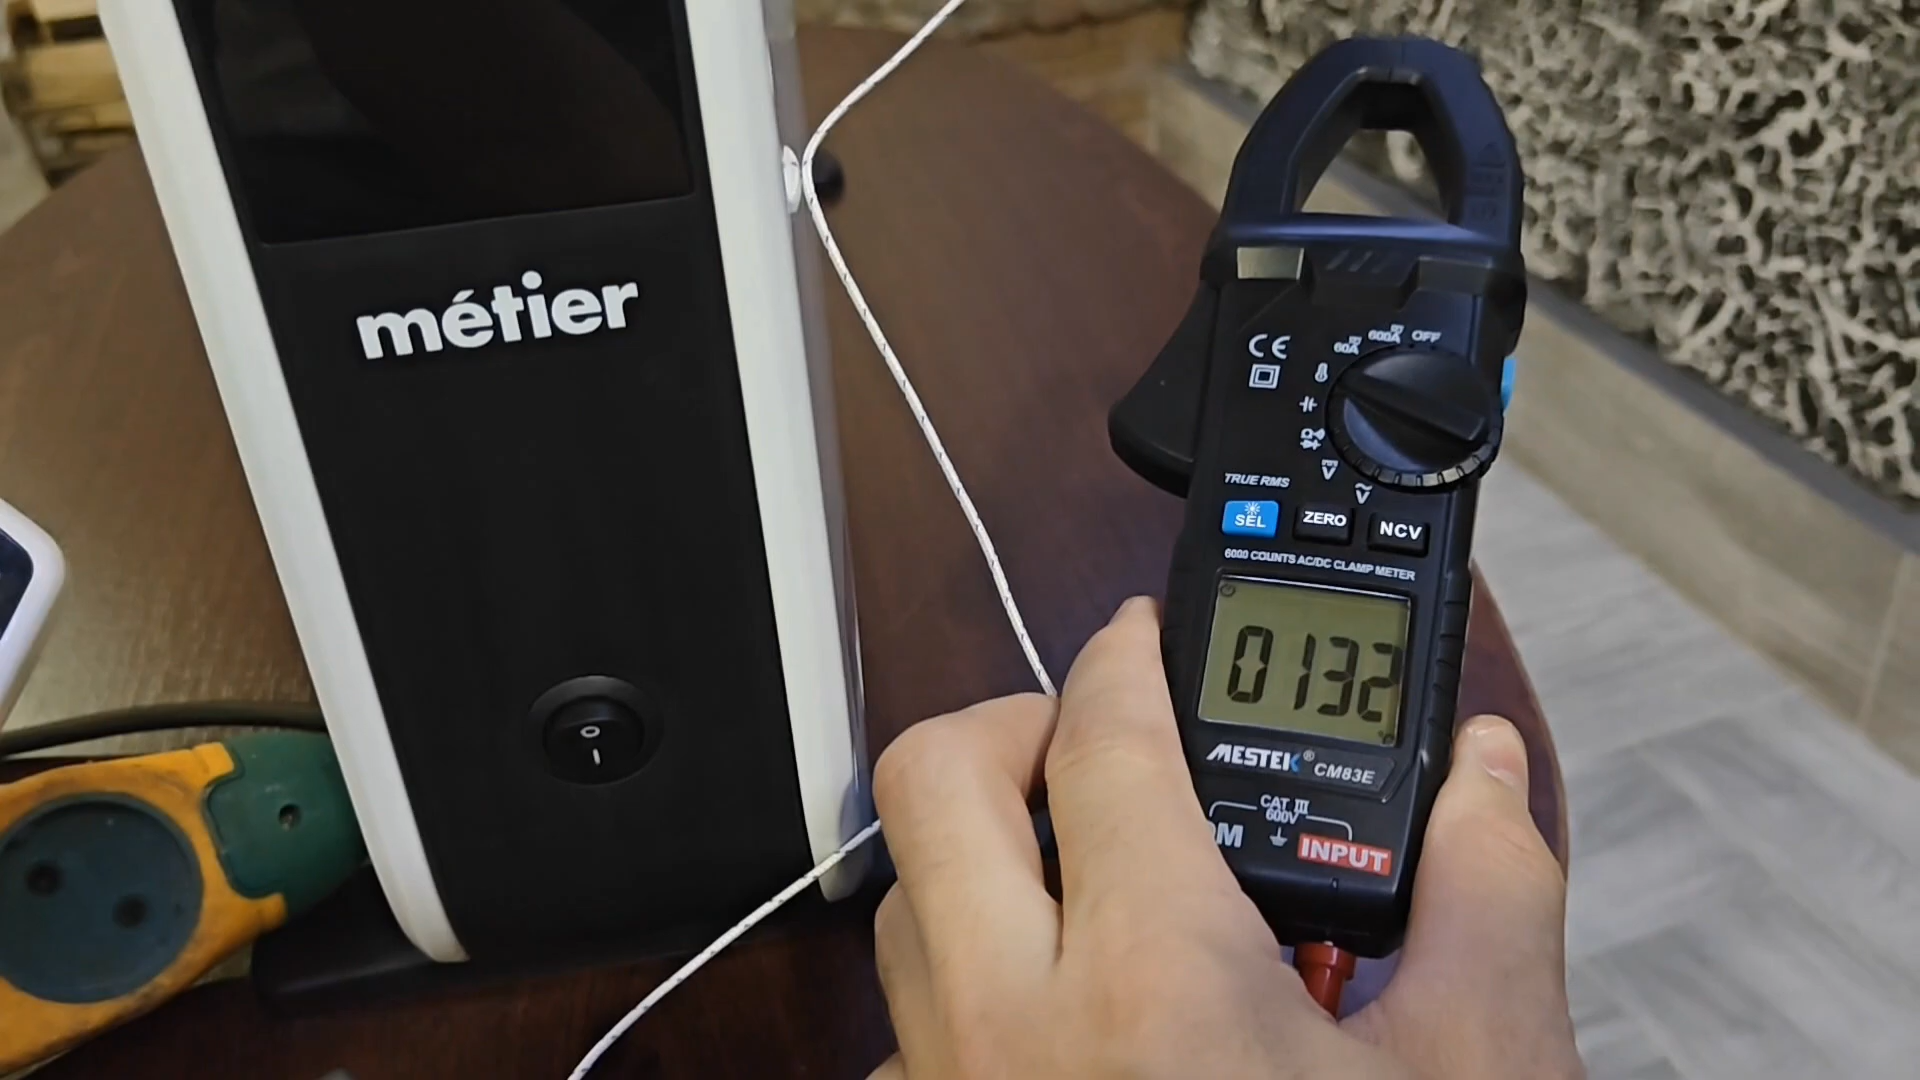 métier
O
I
OFF
600A
60A
CE
Ω
V
V
TRUE RMS
SEL
ZERO
NCV
6000 COUNTS AC/DC CLAMP METER
0132
MESTEK® CM83E
CAT III
600V
OM
INPUT